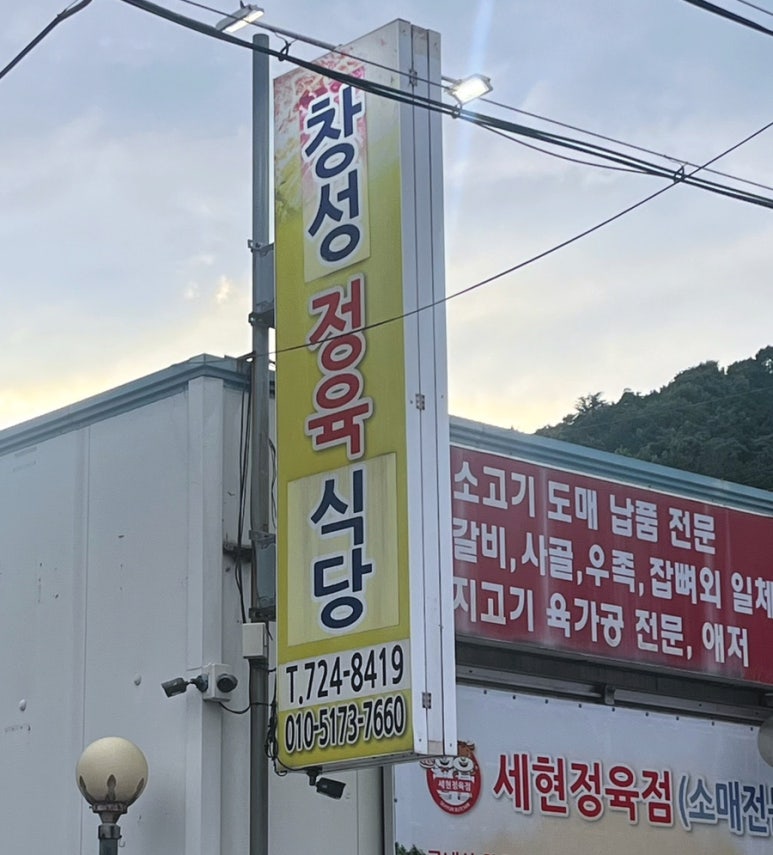 창성
정육
식당
T.724-8419
010-5173-7660
소고기 도매 납품 전문
갈비,사골,우족,잡뼈외 일체
지고기 육가공 전문, 애저
세현정육점
세현정육점(소매전